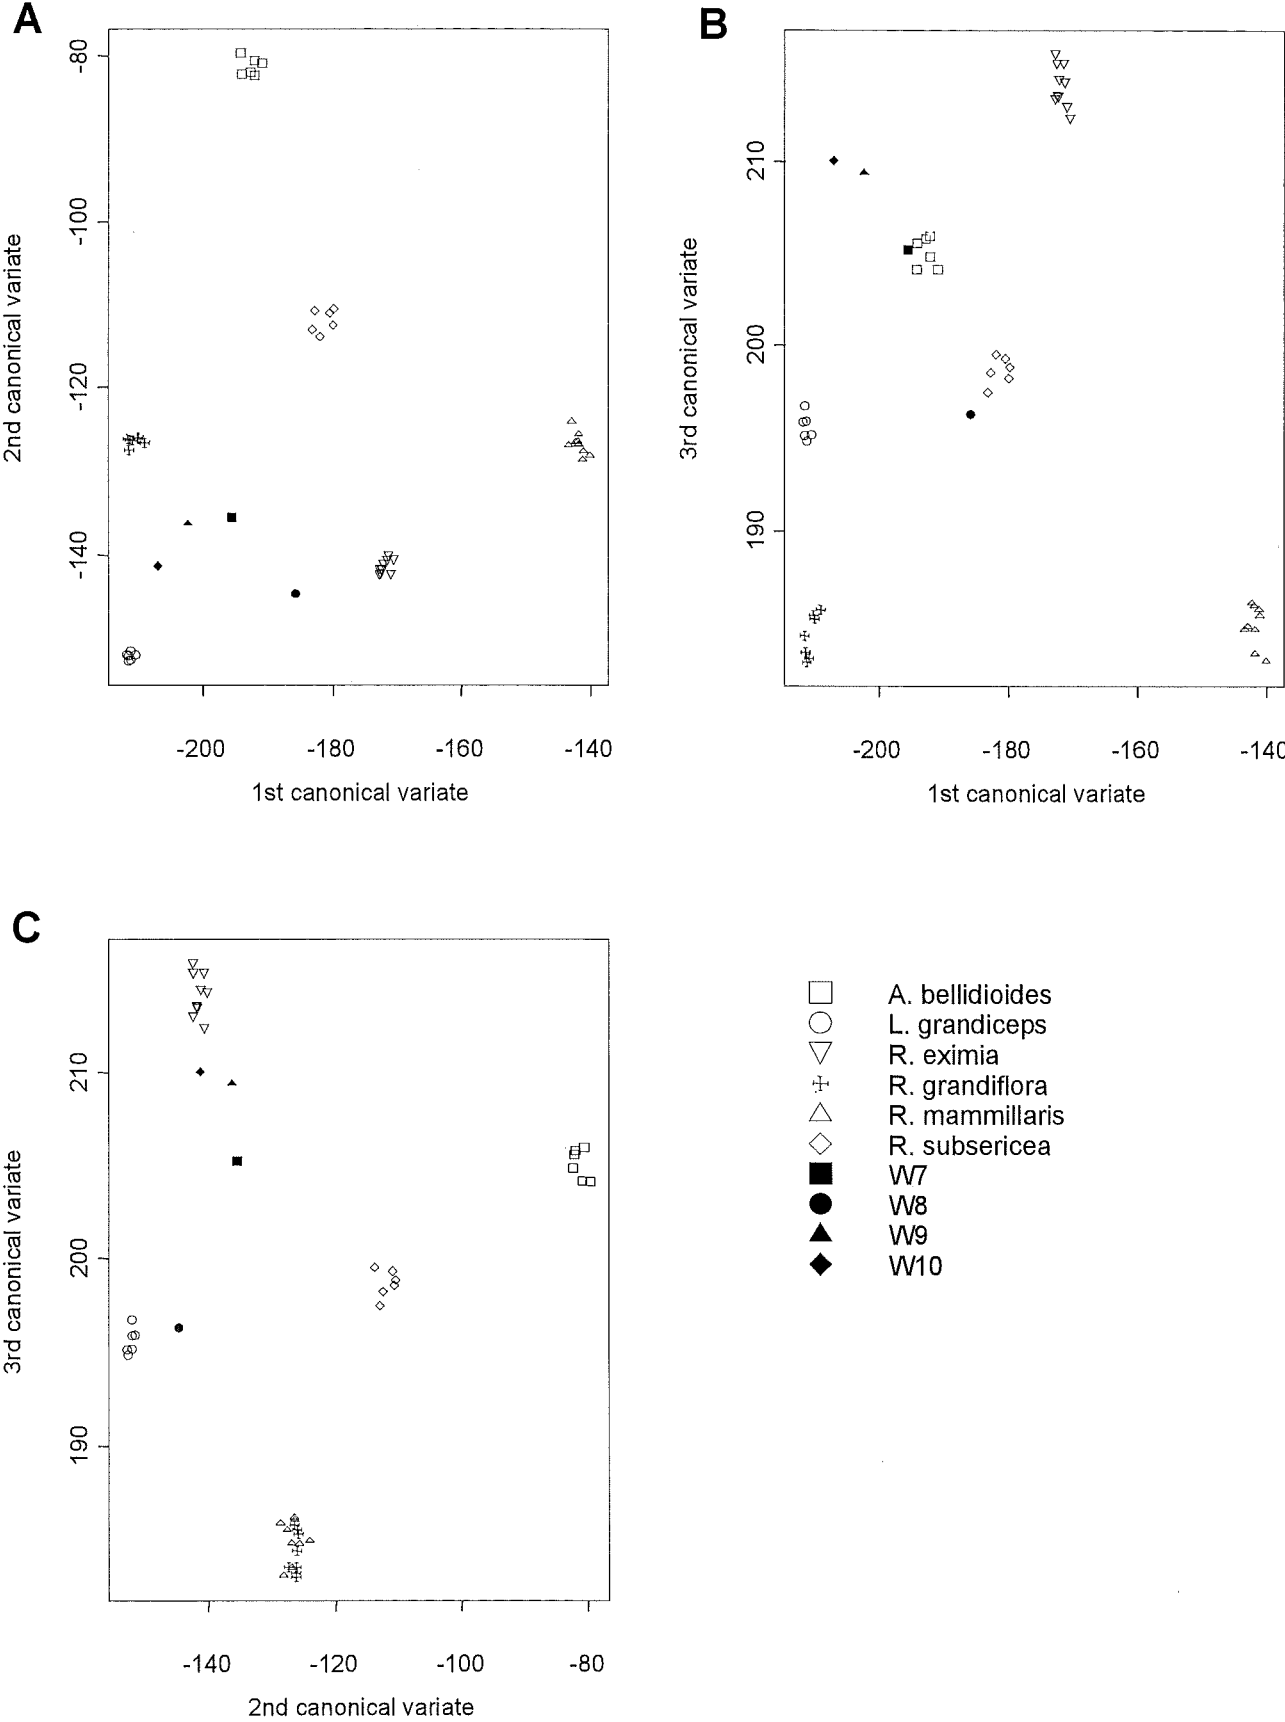 A
-80
-100
-120
-140
2nd canonical variate
-200 -180 -160 -140
1st canonical variate
B
210
200
190
3rd canonical variate
-200 -180 -160 -140
1st canonical variate
C
210
200
190
3rd canonical variate
-140 -120 -100 -80
2nd canonical variate
A. bellidioides
L. grandiceps
R. eximia
R. grandiflora
R. mammillaris
R. subsericea
W7
W8
W9
W10